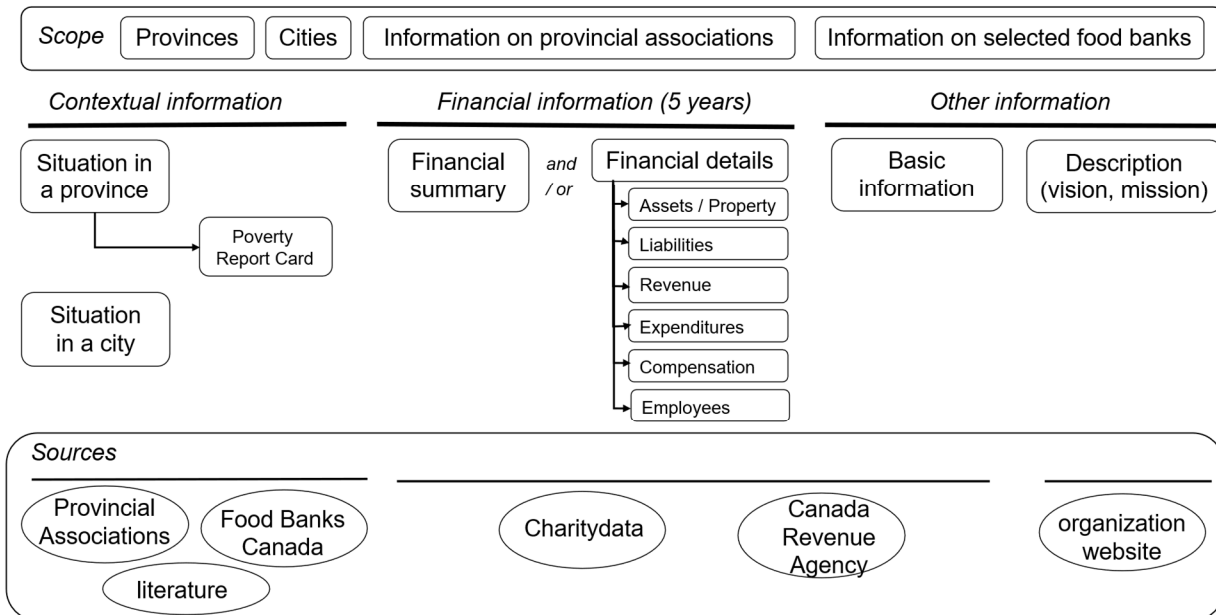 Scope
Provinces
Cities
Information on provincial associations
Information on selected food banks
Contextual information
Financial information (5 years)
Other information
Situation in
a province
Poverty
Report Card
Situation
in a city
Financial
summary
and
/ or
Financial details
Assets / Property
Liabilities
Revenue
Expenditures
Compensation
Employees
Basic
information
Description
(vision, mission)
Sources
Provincial
Associations
Food Banks
Canada
literature
Charitydata
Canada
Revenue
Agency
organization
website